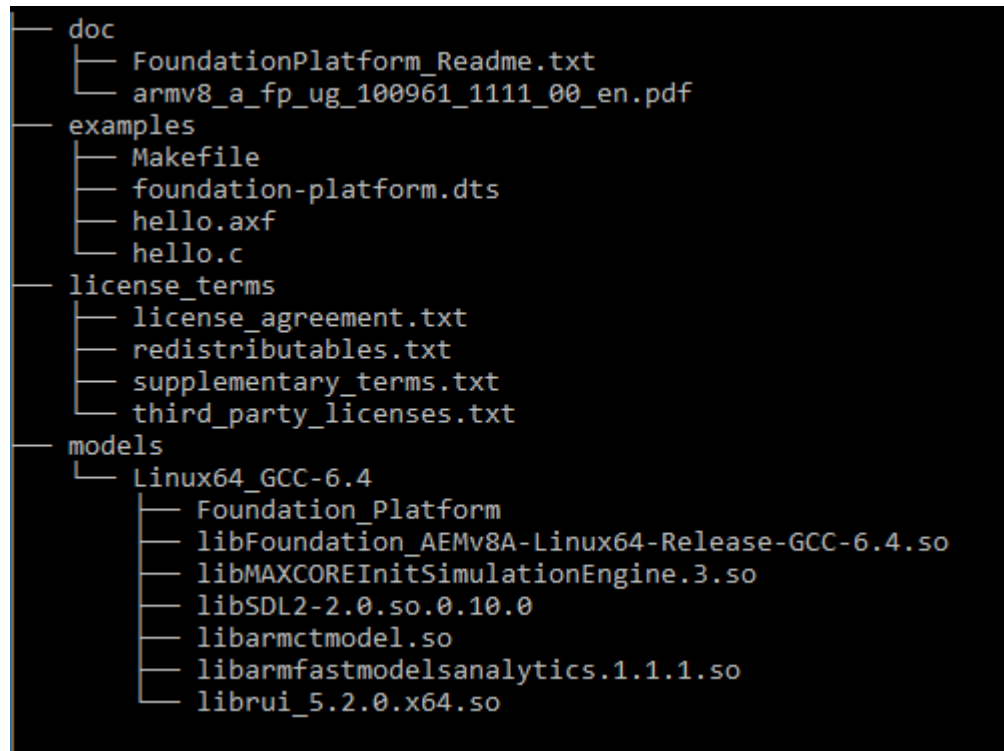 ├── doc
│   ├── FoundationPlatform_Readme.txt
│   └── armv8_a_fp_ug_100961_1111_00_en.pdf
├── examples
│   ├── Makefile
│   ├── foundation-platform.dts
│   ├── hello.axf
│   └── hello.c
├── license_terms
│   ├── license_agreement.txt
│   ├── redistributables.txt
│   ├── supplementary_terms.txt
│   └── third_party_licenses.txt
├── models
│   └── Linux64_GCC-6.4
│       ├── Foundation_Platform
│       ├── libFoundation_AEMv8A-Linux64-Release-GCC-6.4.so
│       ├── libMAXCOREInitSimulationEngine.3.so
│       ├── libSDL2-2.0.so.0.10.0
│       ├── libarmctmodel.so
│       ├── libarmfastmodelsanalytics.1.1.1.so
│       └── librui_5.2.0.x64.so